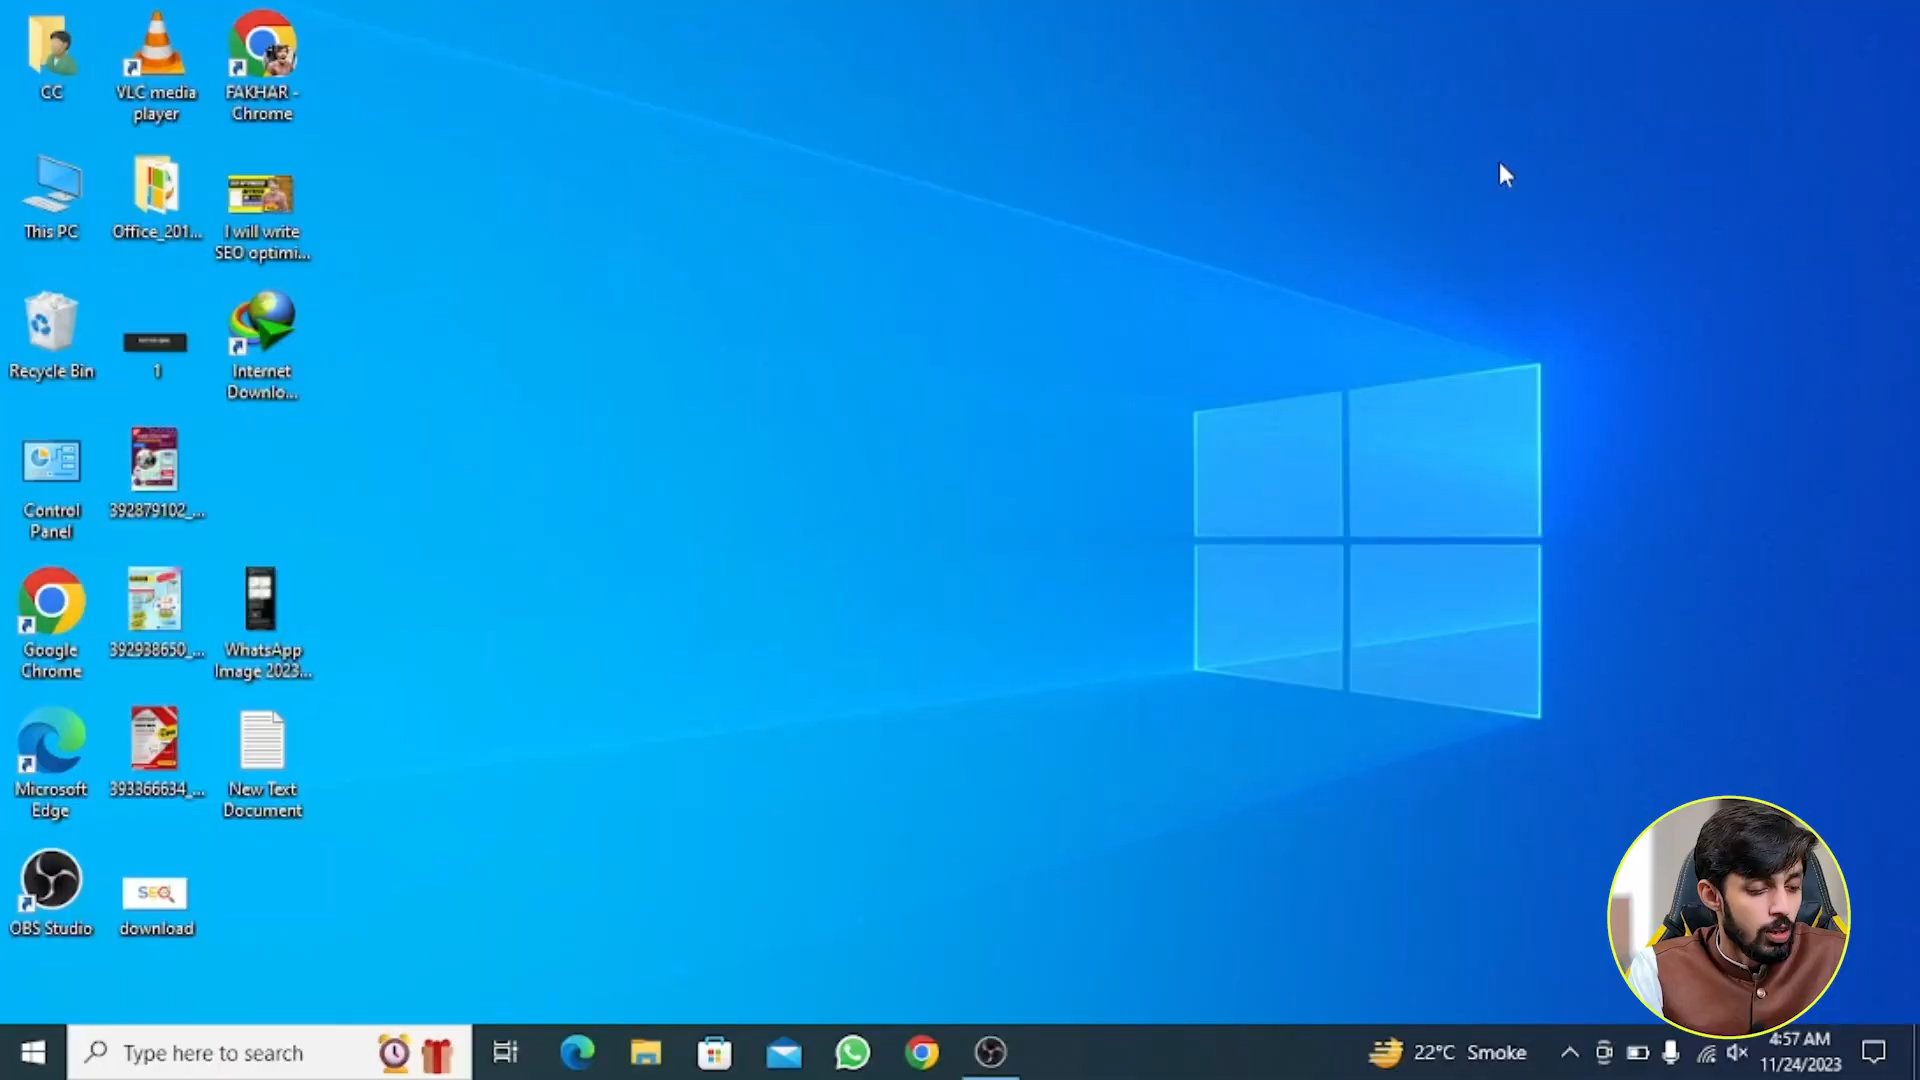 CC
VLC media
player
FAKHAR -
Chrome
This PC
Office_201...
I will write
SEO optimi...
Recycle Bin
1
Internet
Downlo...
Control
Panel
392879102_...
Google
Chrome
392938650_...
WhatsApp
Image 2023...
Microsoft
Edge
393366634_...
New Text
Document
OBS Studio
SEO
download
Type here to search
22°C Smoke
4:57 AM
11/24/2023